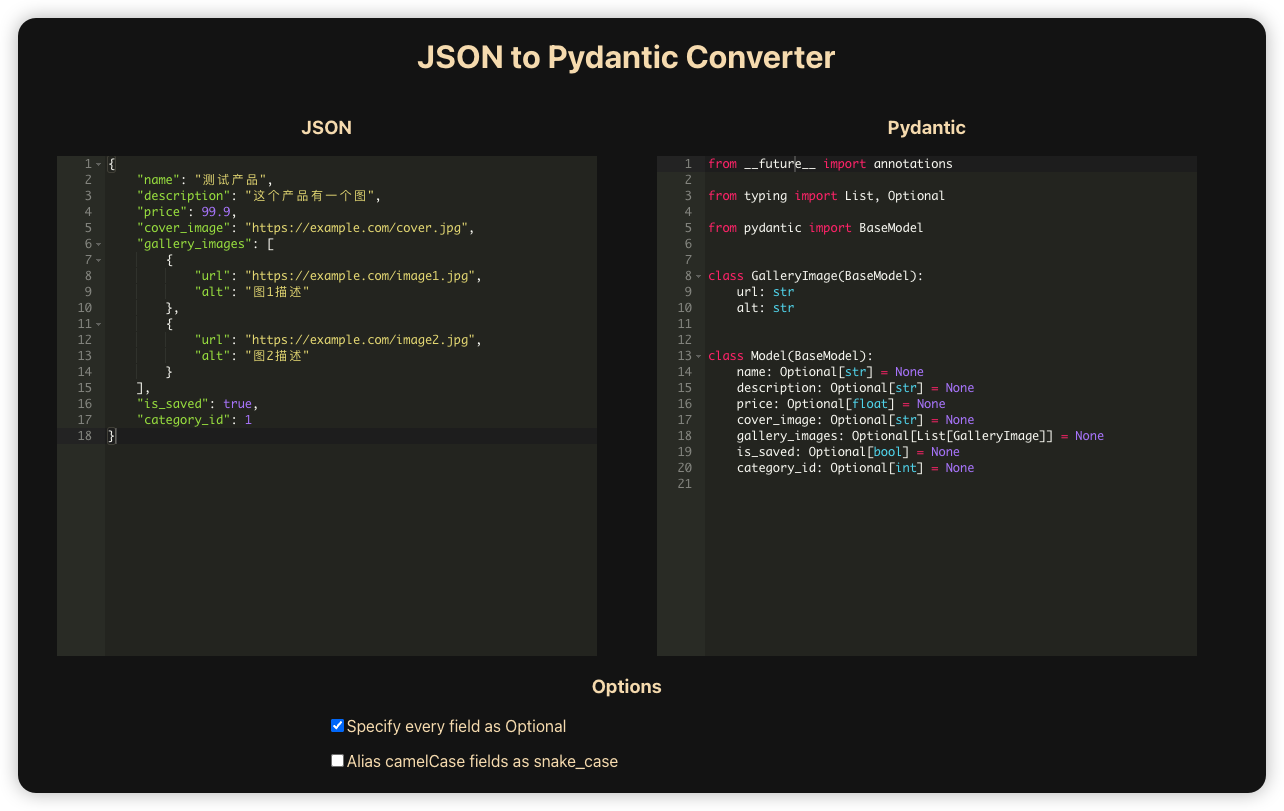 JSON to Pydantic Converter
JSON
1 {
2     "name": "测试产品",
3     "description": "这个产品有一个图",
4     "price": 99.9,
5     "cover_image": "https://example.com/cover.jpg",
6     "gallery_images": [
7         {
8             "url": "https://example.com/image1.jpg",
9             "alt": "图1描述"
10         },
11         {
12             "url": "https://example.com/image2.jpg",
13             "alt": "图2描述"
14         }
15     ],
16     "is_saved": true,
17     "category_id": 1
18 }
Pydantic
1 from __future__ import annotations
2
3 from typing import List, Optional
4
5 from pydantic import BaseModel
6
7
8 class GalleryImage(BaseModel):
9     url: str
10     alt: str
11
12
13 class Model(BaseModel):
14     name: Optional[str] = None
15     description: Optional[str] = None
16     price: Optional[float] = None
17     cover_image: Optional[str] = None
18     gallery_images: Optional[List[GalleryImage]] = None
19     is_saved: Optional[bool] = None
20     category_id: Optional[int] = None
21
Options
Specify every field as Optional
Alias camelCase fields as snake_case